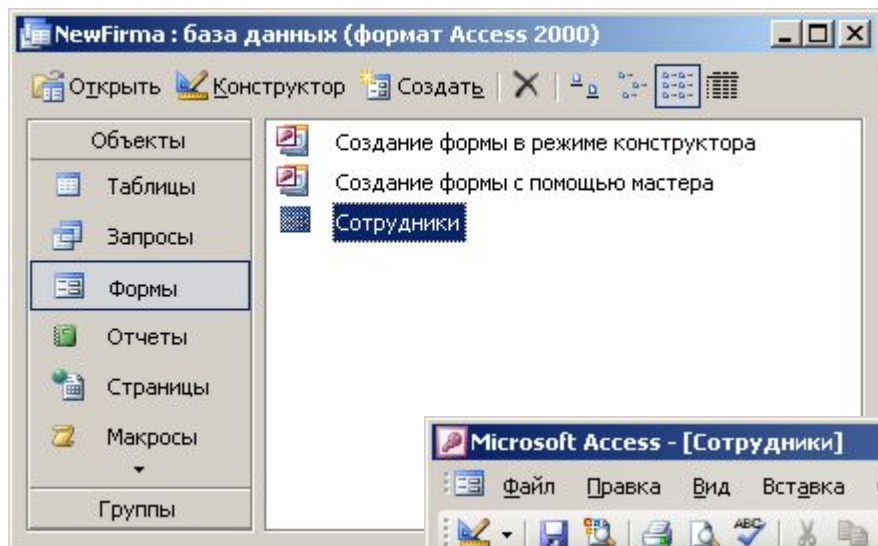 NewFirma : база данных (формат Access 2000)
Открыть Конструктор Создать
Объекты
Таблицы
Запросы
Формы
Отчеты
Страницы
Макросы
Группы
Создание формы в режиме конструктора
Создание формы с помощью мастера
Сотрудники
Microsoft Access - [Сотрудники]
Файл Правка Вид Вставка
ABC